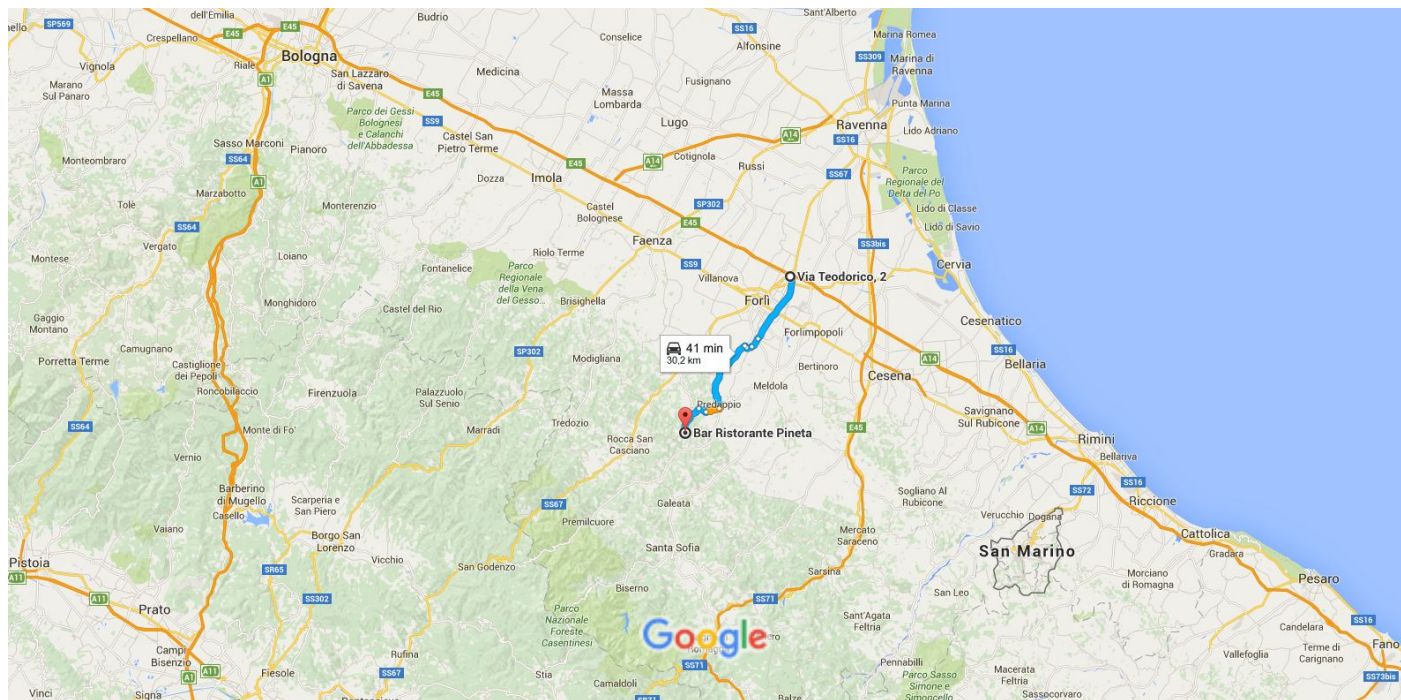 dell'Emilia
Budrio
Sant'Alberto
SP569
E45
SS16
Crespellano
E45
Conselice
SS16
Alfonsine
Marina Romea
Bologna
Vignola
Riale
A1
San Lazzaro
di Savena
Medicina
Fusignano
SS309
Marina di
Ravenna
Marano
Sul Panaro
E45
Massa
Lombarda
Punta Marina
Parco dei Gessi
Bolognesi
e Calanchi
dell'Abbadessa
SS9
Lugo
Ravenna
Lido Adriano
Sasso Marconi
Pianoro
Castel San
Pietro Terme
A14
SS16
Monteombraro
SS64
E45
A14
Cotignola
Russi
SS67
A1
Dozza
Imola
Parco
Regionale del
Delta del Po
Marzabotto
Tolè
Monterenzio
Castel
Bolognese
SP302
Lido di Classe
SS64
E45
Lido di Savio
Vergato
Faenza
SS3bis
Montese
Loiano
Riolo Terme
Fontanelice
Parco
Regionale
della Vena
del Gesso...
SS9
Villanova
Via Teodorico, 2
Cervia
Monghidoro
Castel del Rio
Brisighella
Forlì
Gaggio
Montano
Cesenatico
Forlimpopoli
Camugnano
SP302
41 min
30,2 km
SS16
Porretta Terme
Castiglione
dei Pepoli
Modigliana
Bertinoro
A14
Bellaria
Roncobilaccio
Firenzuola
Palazzuolo
Sul Senio
Meldola
Cesena
Predappio
Savignano
Sul Rubicone
SS64
Monte di Fo'
Marradi
Tredozio
Bar Ristorante Pineta
E45
A14
Rimini
Vernio
Rocca San
Casciano
Bellariva
SS16
Barberino
di Mugello
Scarperia e
San Piero
SS67
Galeata
Sogliano Al
Rubicone
SS72
Riccione
Casello
Premilcuore
Verucchio
Dogana
Vaiano
Borgo San
Lorenzo
Mercato
Saraceno
Cattolica
Pistoia
Vicchio
Santa Sofia
San Marino
Gradara
A11
SR65
San Godenzo
Sarsina
Pesaro
Biserno
San Leo
Morciano
di Romagna
A11
Prato
SS302
SS71
Parco
Nazionale
Foreste
Casentinesi
Sant'Agata
Feltria
SS16
Google
Candelara
Fano
Campi
Bisenzio
Rufina
Vallefoglia
Terme di
Carignano
A11
Fiesole
SS67
SS71
Pennabilli
Parco Sasso
Simone e
Simoncello
Macerata
Feltria
SS73bis
Vinci
Signa
A1
Stia
Camaldoli
Balze
Sassocorvaro